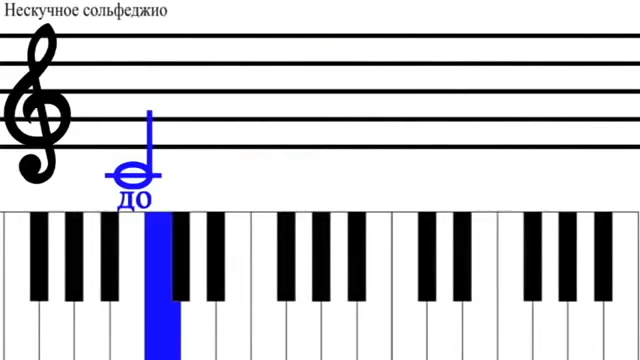 Нескучное сольфеджио
до